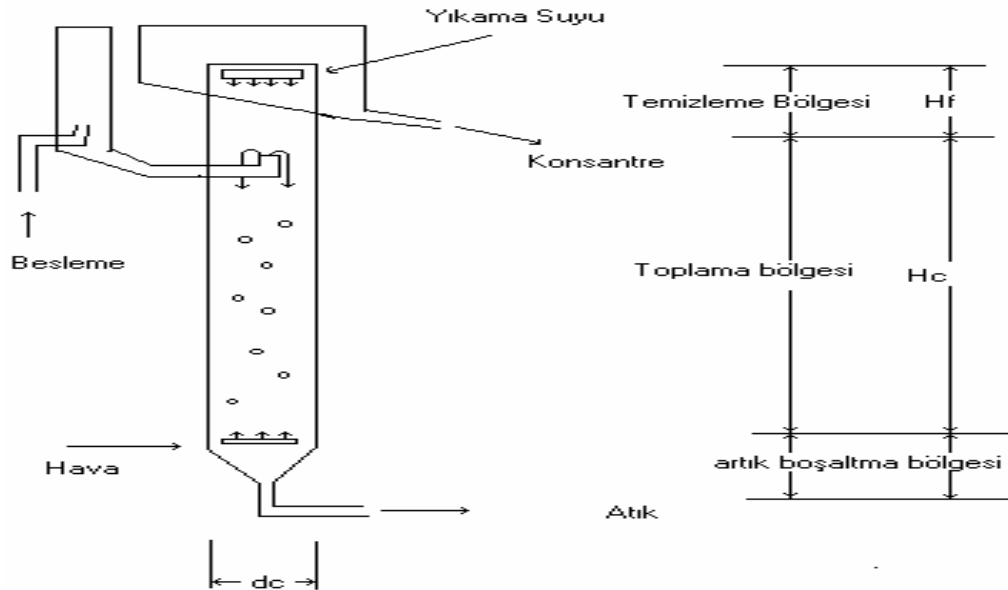 Yıkama Suyu
Temizleme Bölgesi
Hf
Konsantre
Besleme
Toplama bölgesi
Hc
Hava
artık boşaltma bölgesi
Atık
dc